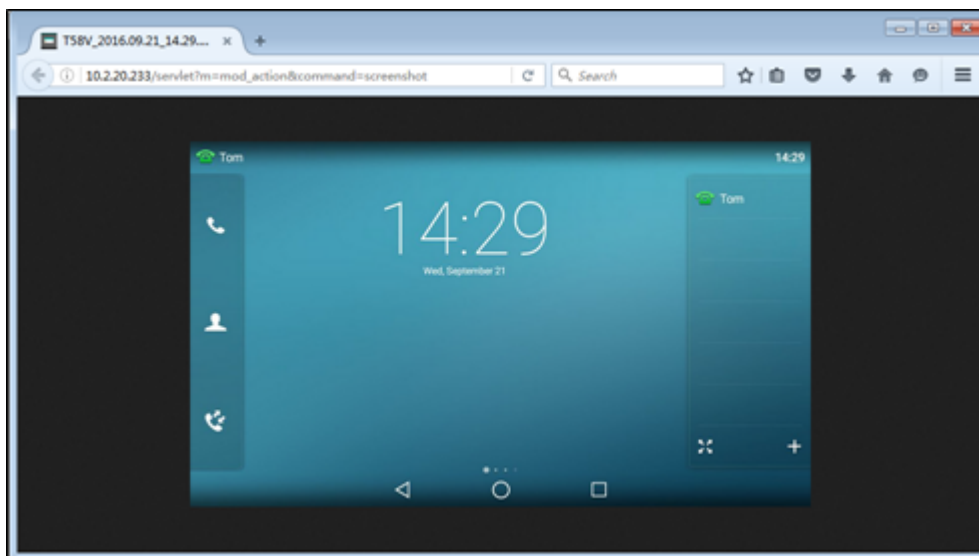 T58V_2016.09.21_14.29....
10.2.20.233/servlet?m=mod_action&command=screenshot
Search
Tom
14:29
14:29
Wed, September 21
Tom